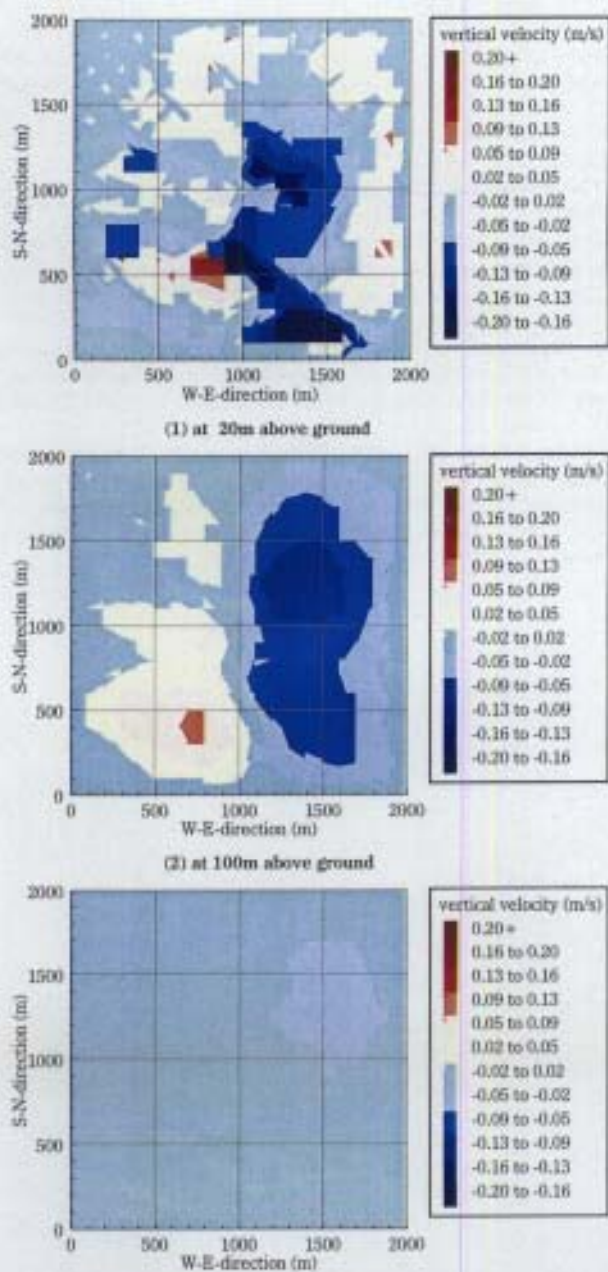 vertical velocity (m/s)
0.20+
0.16 to 0.20
0.13 to 0.16
0.09 to 0.13
0.05 to 0.09
0.02 to 0.05
-0.02 to 0.02
-0.05 to -0.02
-0.09 to -0.05
-0.13 to -0.09
-0.16 to -0.13
-0.20 to -0.16
S-N-direction (m)
2000
1500
1000
500
0
0 500 1000 1500 2000
W-E-direction (m)
(1) at 20m above ground
vertical velocity (m/s)
0.20+
0.16 to 0.20
0.13 to 0.16
0.09 to 0.13
0.05 to 0.09
0.02 to 0.05
-0.02 to 0.02
-0.05 to -0.02
-0.09 to -0.05
-0.13 to -0.09
-0.16 to -0.13
-0.20 to -0.16
S-N-direction (m)
2000
1500
1000
500
0
0 500 1000 1500 2000
W-E-direction (m)
(2) at 100m above ground
vertical velocity (m/s)
0.20+
0.16 to 0.20
0.13 to 0.16
0.09 to 0.13
0.05 to 0.09
0.02 to 0.05
-0.02 to 0.02
-0.05 to -0.02
-0.09 to -0.05
-0.13 to -0.09
-0.16 to -0.13
-0.20 to -0.16
S-N-direction (m)
2000
1500
1000
500
0
0 500 1000 1500 2000
W-E-direction (m)